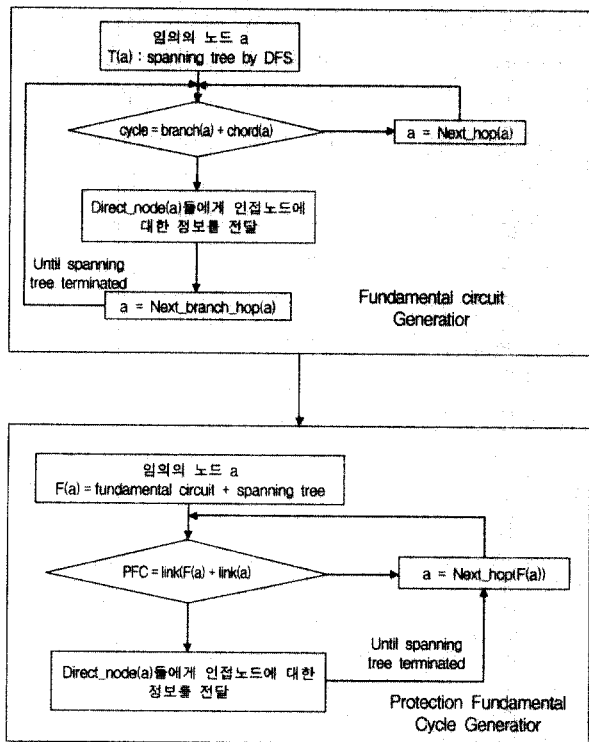 임의의 노드 a
T(a) : spanning tree by DFS
cycle = branch(a) + chord(a)
a = Next_hop(a)
Direct_node(a)들에게 인접노드에
대한 정보를 전달
Until spanning
tree terminated
a = Next_branch_hop(a)
Fundamental circuit
Generatior
임의의 노드 a
F(a) = fundamental circuit + spanning tree
PFC = link(F(a) + link(a)
a = Next_hop(F(a))
Until spanning
tree terminated
Direct_node(a)들에게 인접노드에 대한
정보를 전달
Protection Fundamental
Cycle Generatior